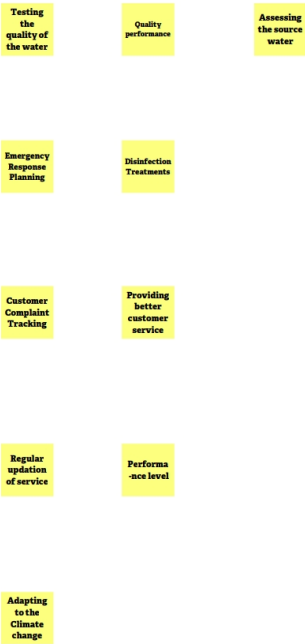 Testing
the
quality of
the water
Quality
performance
Assessing
the source
water
Emergency
Response
Planning
Disinfection
Treatments
Customer
Complaint
Tracking
Providing
better
customer
service
Regular
updation
of service
Performa
-nce level
Adapting
to the
Climate
change